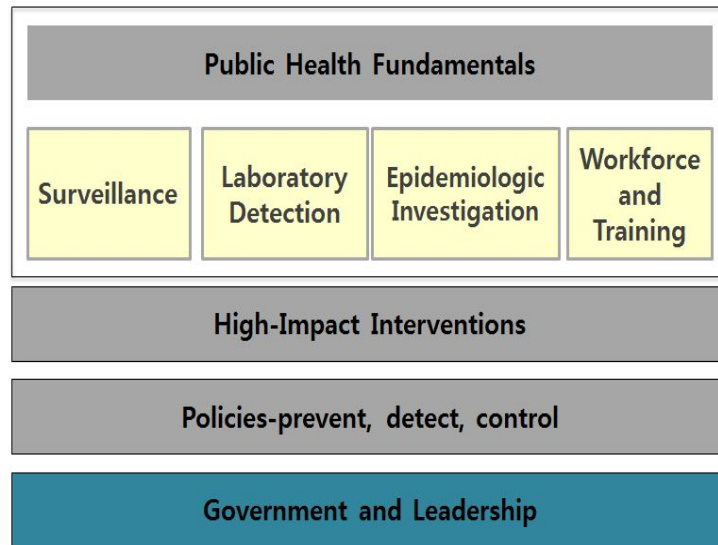 Public Health Fundamentals
Surveillance
Laboratory
Detection
Epidemiologic
Investigation
Workforce
and
Training
High-Impact Interventions
Policies-prevent, detect, control
Government and Leadership